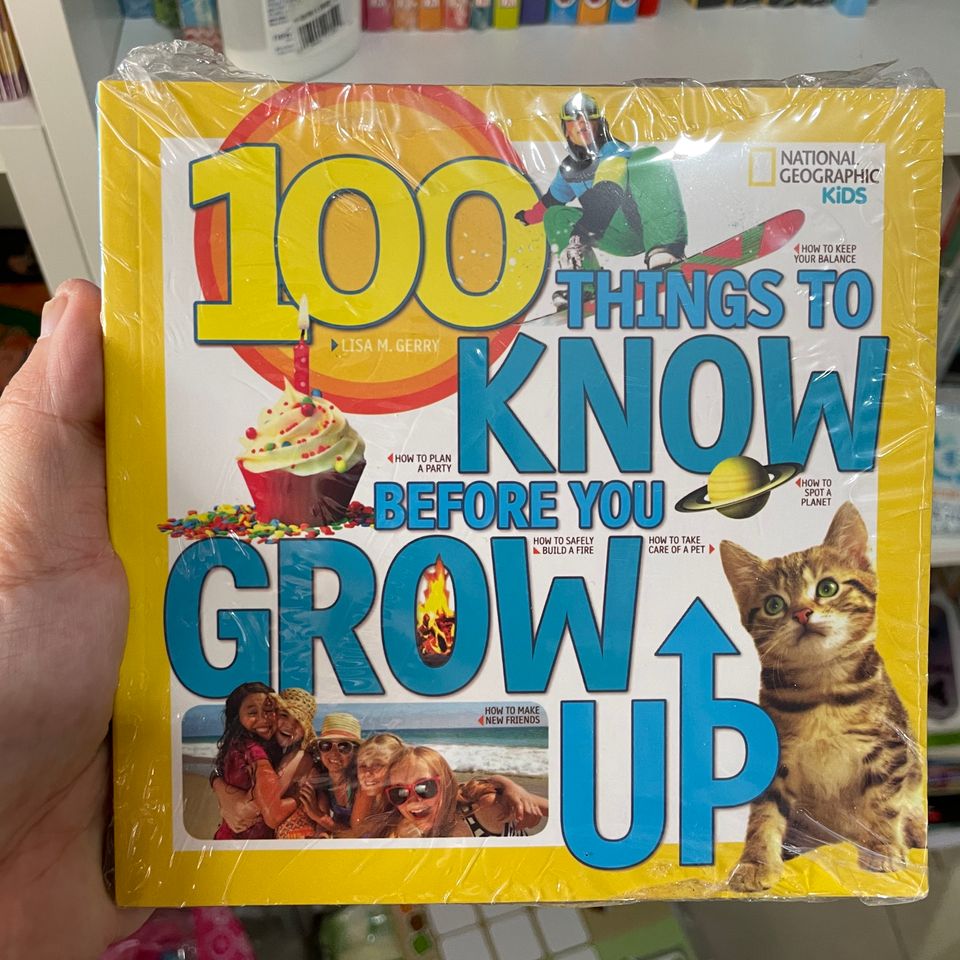 100
NATIONAL
GEOGRAPHIC
KiDS
HOW TO KEEP
YOUR BALANCE
THINGS TO
LISA M. GERRY
KNOW
HOW TO PLAN
A PARTY
HOW TO
SPOT A
PLANET
BEFORE YOU
HOW TO SAFELY
BUILD A FIRE
HOW TO TAKE
CARE OF A PET
GROW
HOW TO MAKE
NEW FRIENDS
UP